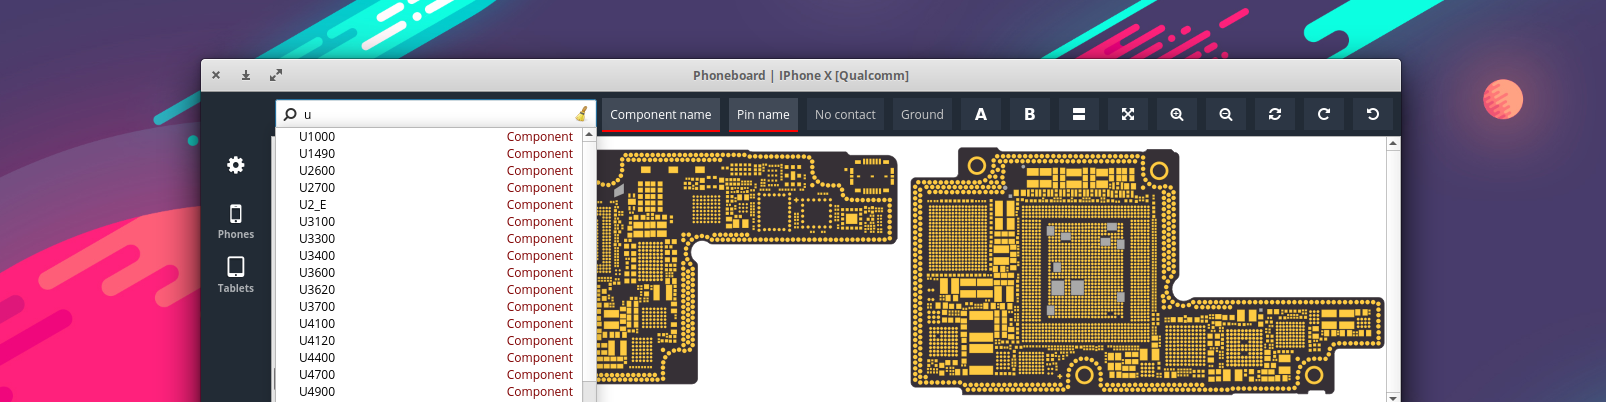 Phoneboard | IPhone X [Qualcomm]
u
Component name
Pin name
No contact
Ground
A
B
Phones
Tablets
U1000 Component
U1490 Component
U2600 Component
U2700 Component
U2_E Component
U3100 Component
U3300 Component
U3400 Component
U3600 Component
U3620 Component
U3700 Component
U4100 Component
U4120 Component
U4400 Component
U4700 Component
U4900 Component